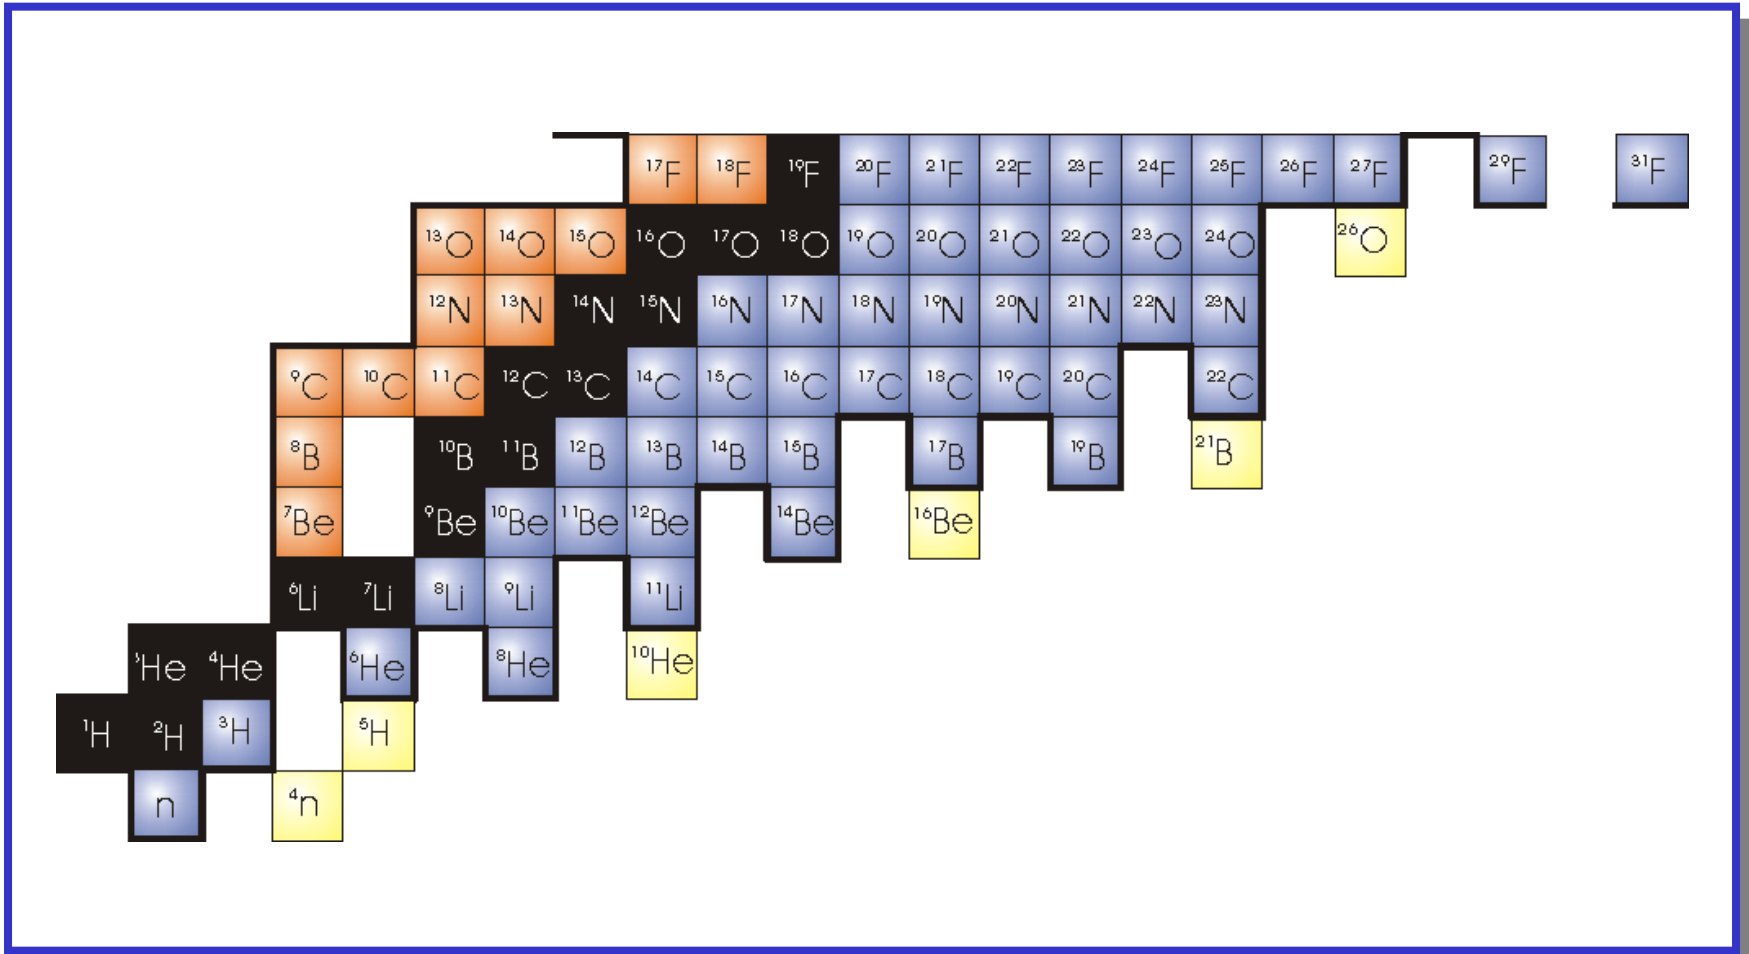 ¹⁷F ¹⁸F ¹⁹F ²⁰F ²¹F ²²F ²³F ²⁴F ²⁵F ²⁶F ²⁷F ²⁹F ³¹F
¹³O ¹⁴O ¹⁵O ¹⁶O ¹⁷O ¹⁸O ¹⁹O ²⁰O ²¹O ²²O ²³O ²⁴O ²⁶O
¹²N ¹³N ¹⁴N ¹⁵N ¹⁶N ¹⁷N ¹⁸N ¹⁹N ²⁰N ²¹N ²²N ²³N
⁹C ¹⁰C ¹¹C ¹²C ¹³C ¹⁴C ¹⁵C ¹⁶C ¹⁷C ¹⁸C ¹⁹C ²⁰C ²²C
⁸B ¹⁰B ¹¹B ¹²B ¹³B ¹⁴B ¹⁵B ¹⁷B ¹⁹B ²¹B
⁷Be ⁹Be ¹⁰Be ¹¹Be ¹²Be ¹⁴Be ¹⁶Be
⁶Li ⁷Li ⁸Li ⁹Li ¹¹Li
He ⁴He ⁶He ⁸He ¹⁰He
¹H ²H ³H ⁵H
n ⁴n